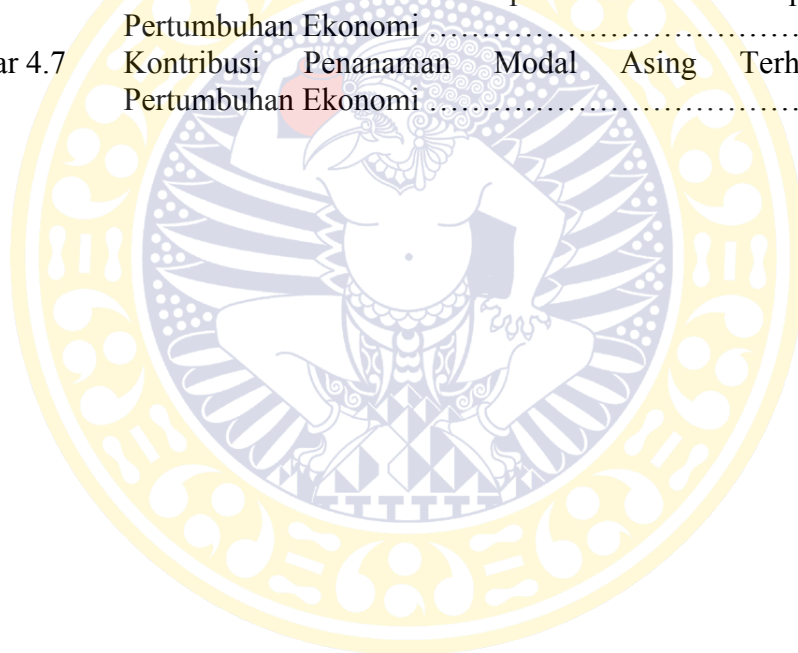 Pertumbuhan Ekonomi ……………………………
ar 4.7 Kontribusi Penanaman Modal Asing Terh
Pertumbuhan Ekonomi ……………………………